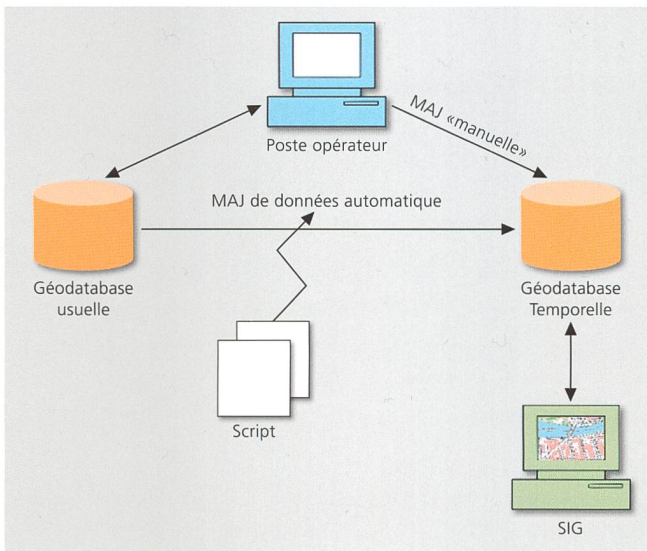 Poste opérateur
MAJ «manuelle»
MAJ de données automatique
Géodatabase
usuelle
Géodatabase
Temporelle
Script
SIG